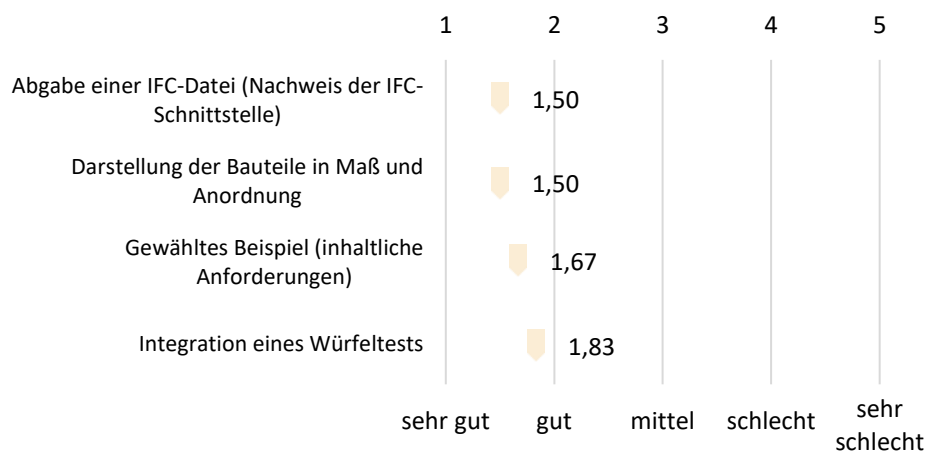 1 2 3 4 5
Abgabe einer IFC-Datei (Nachweis der IFC-
Schnittstelle)
1,50
Darstellung der Bauteile in Maß und
Anordnung
1,50
Gewähltes Beispiel (inhaltliche
Anforderungen)
1,67
Integration eines Würfeltests
1,83
sehr gut gut mittel schlecht sehr
schlecht